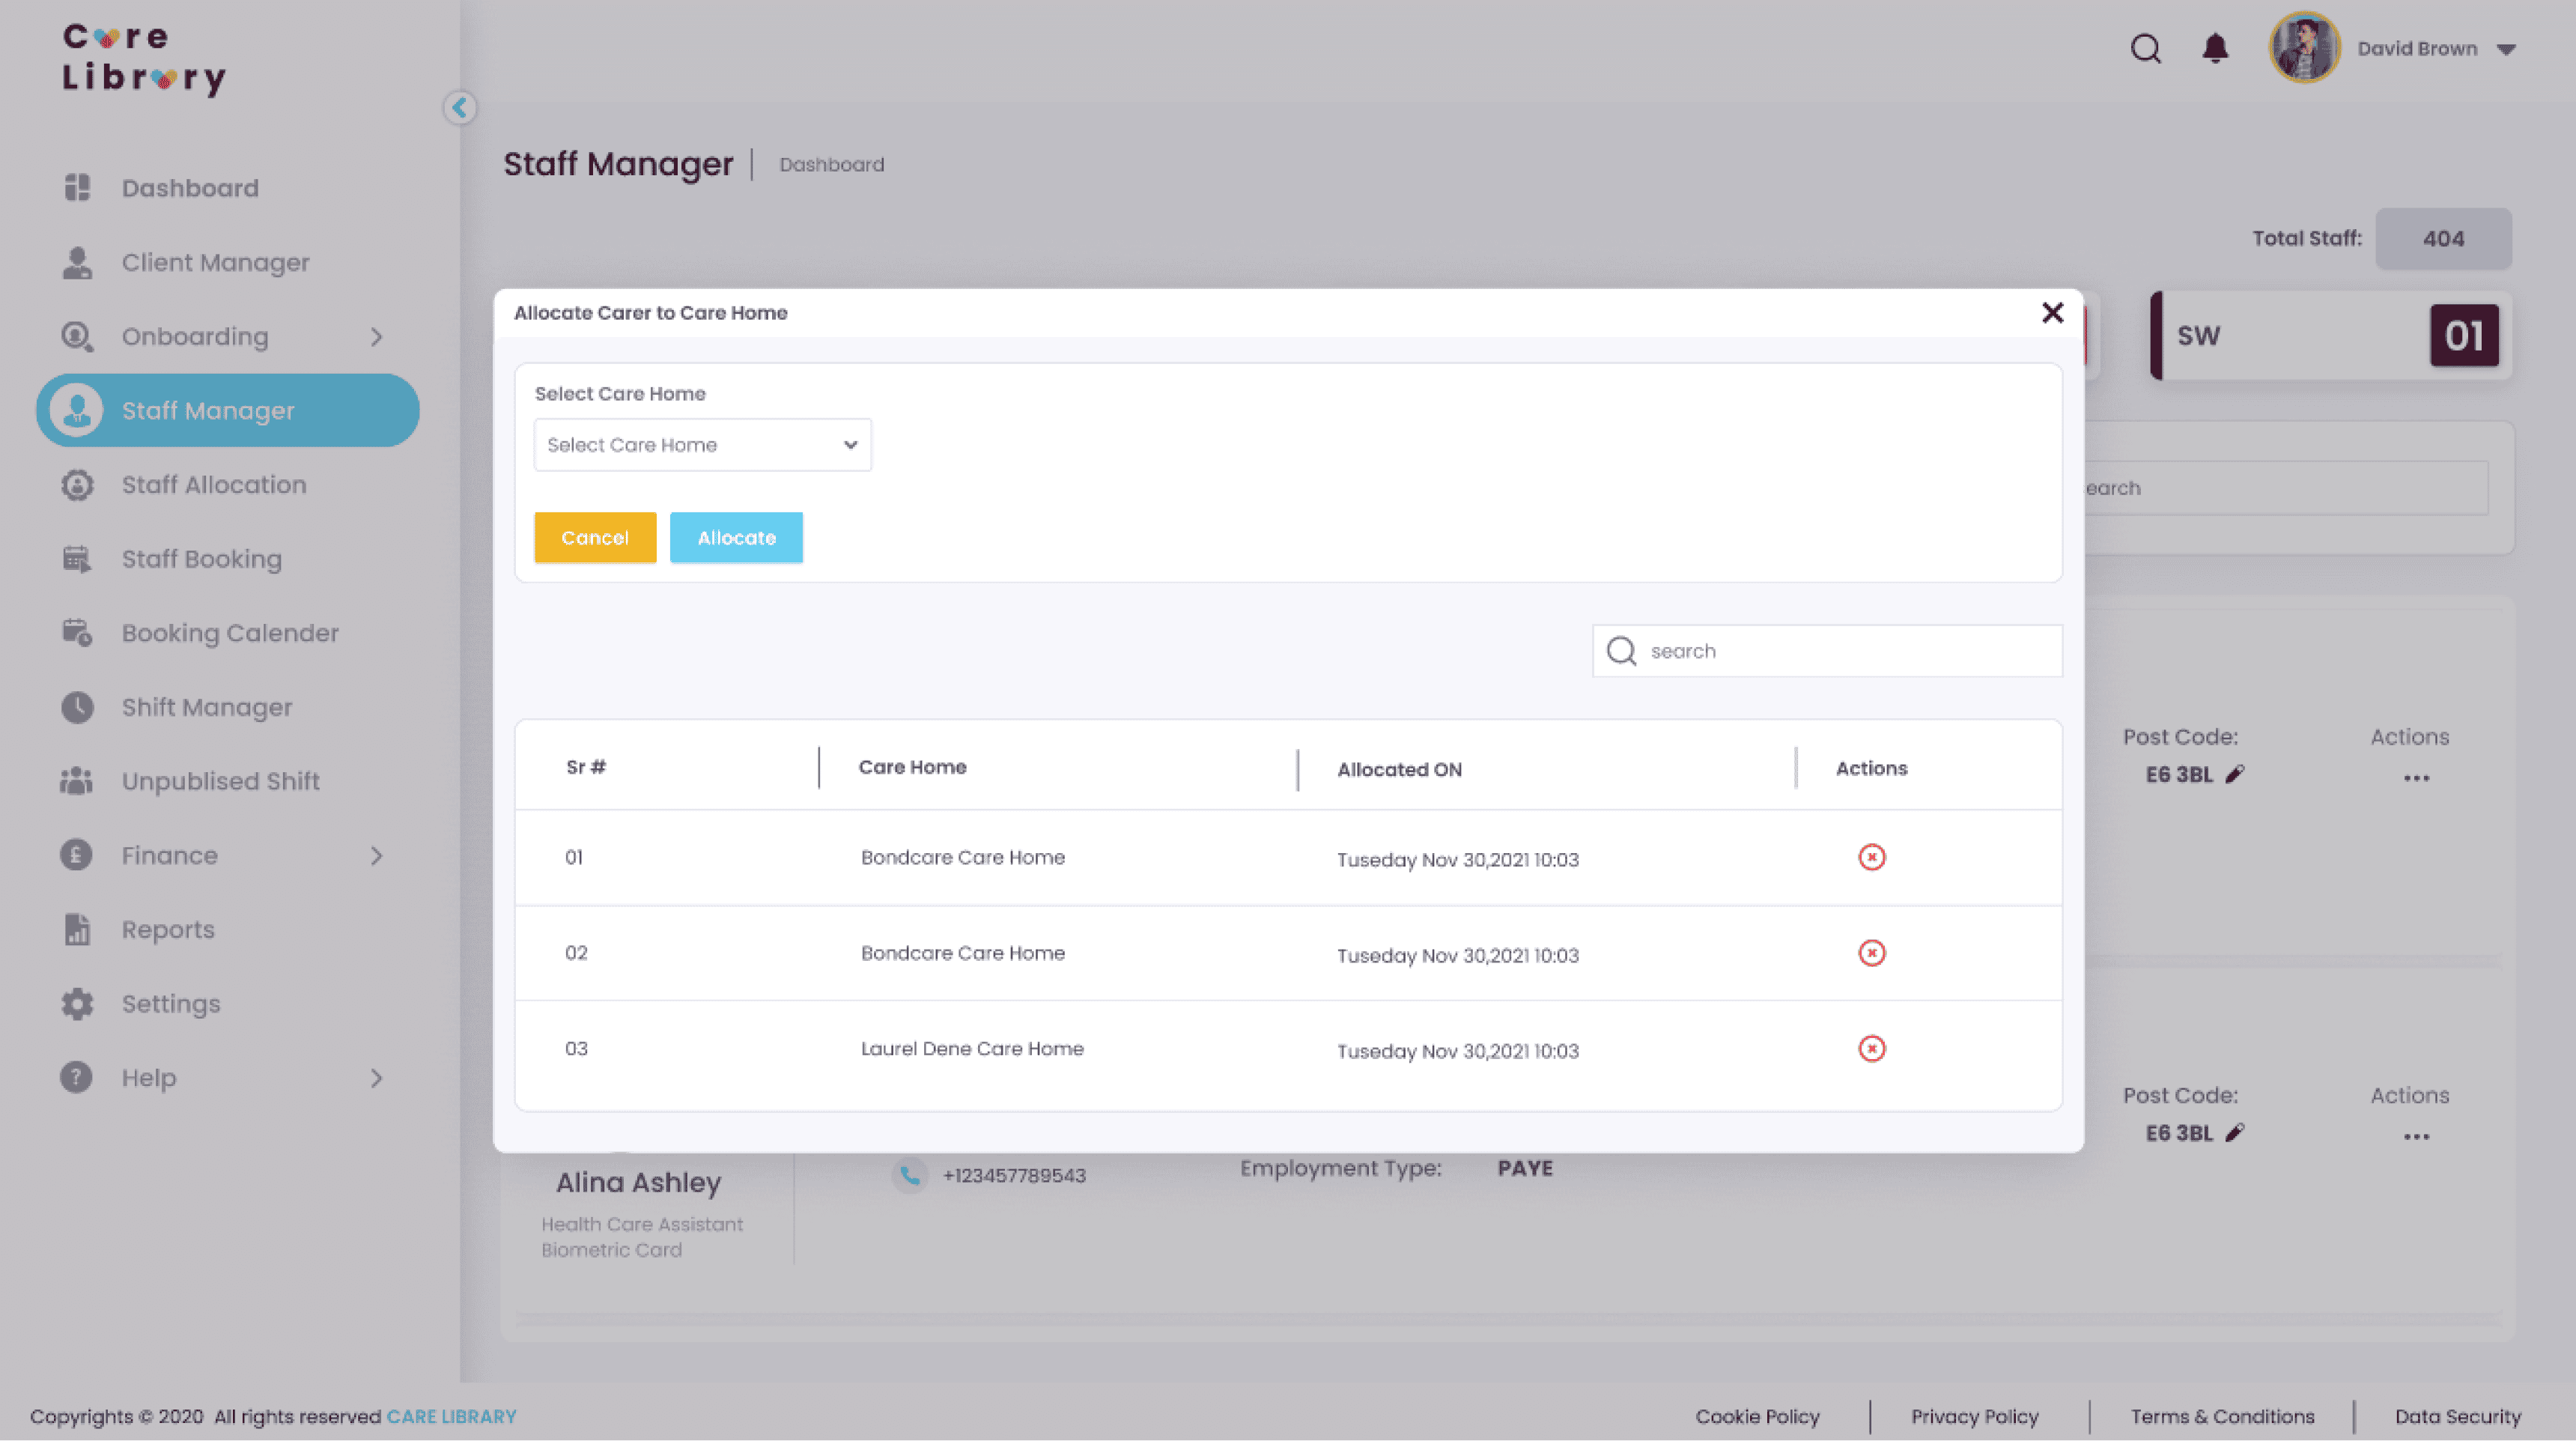 Care
Library
David Brown
Dashboard
Client Manager
Onboarding
Staff Manager
Staff Allocation
Staff Booking
Booking Calender
Shift Manager
Unpublised Shift
Finance
Reports
Settings
Help
Staff Manager | Dashboard
Total Staff: 404
SW 01
earch
Allocate Carer to Care Home
Select Care Home
Select Care Home
Cancel Allocate
search
Sr # Care Home Allocated ON Actions
01 Bondcare Care Home Tuseday Nov 30,2021 10:03
02 Bondcare Care Home Tuseday Nov 30,2021 10:03
03 Laurel Dene Care Home Tuseday Nov 30,2021 10:03
Post Code: Actions
E6 3BL
Post Code: Actions
E6 3BL
Alina Ashley +123457789543 Employment Type: PAYE
Health Care Assistant
Biometric Card
Copyrights © 2020 All rights reserved CARE LIBRARY
Cookie Policy Privacy Policy Terms & Conditions Data Security